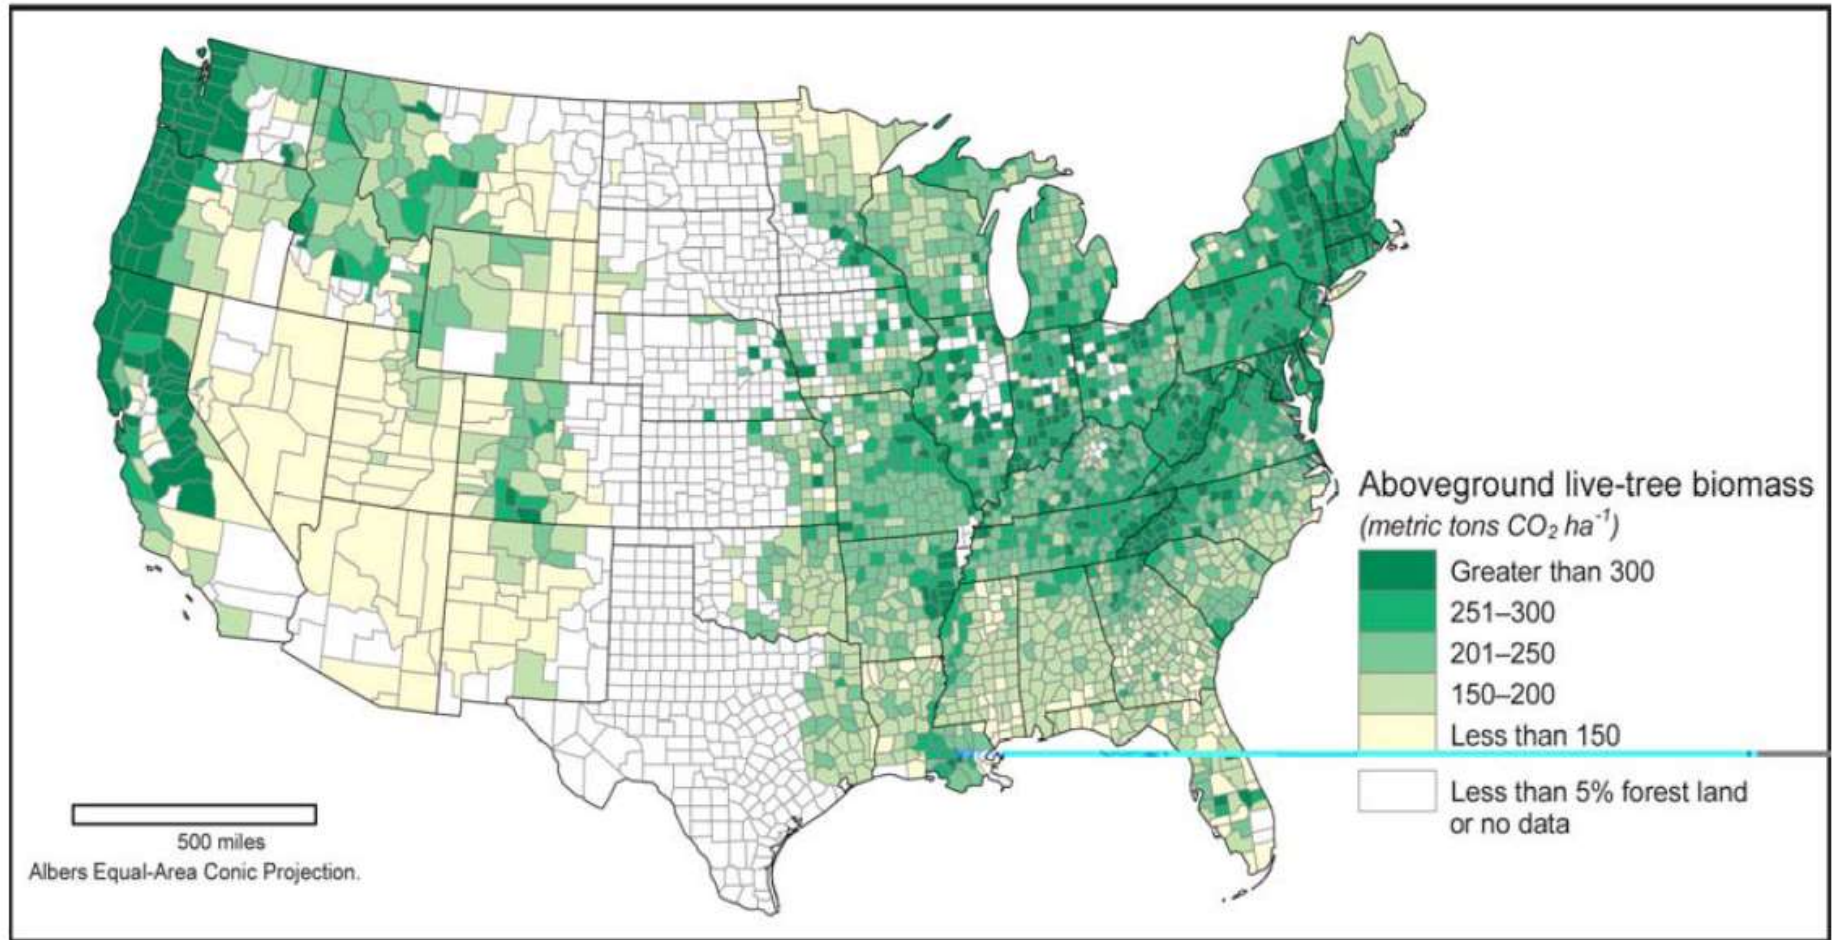 Aboveground live-tree biomass
(metric tons CO₂ ha⁻¹)
Greater than 300
251–300
201–250
150–200
Less than 150
Less than 5% forest land
or no data
500 miles
Albers Equal-Area Conic Projection.